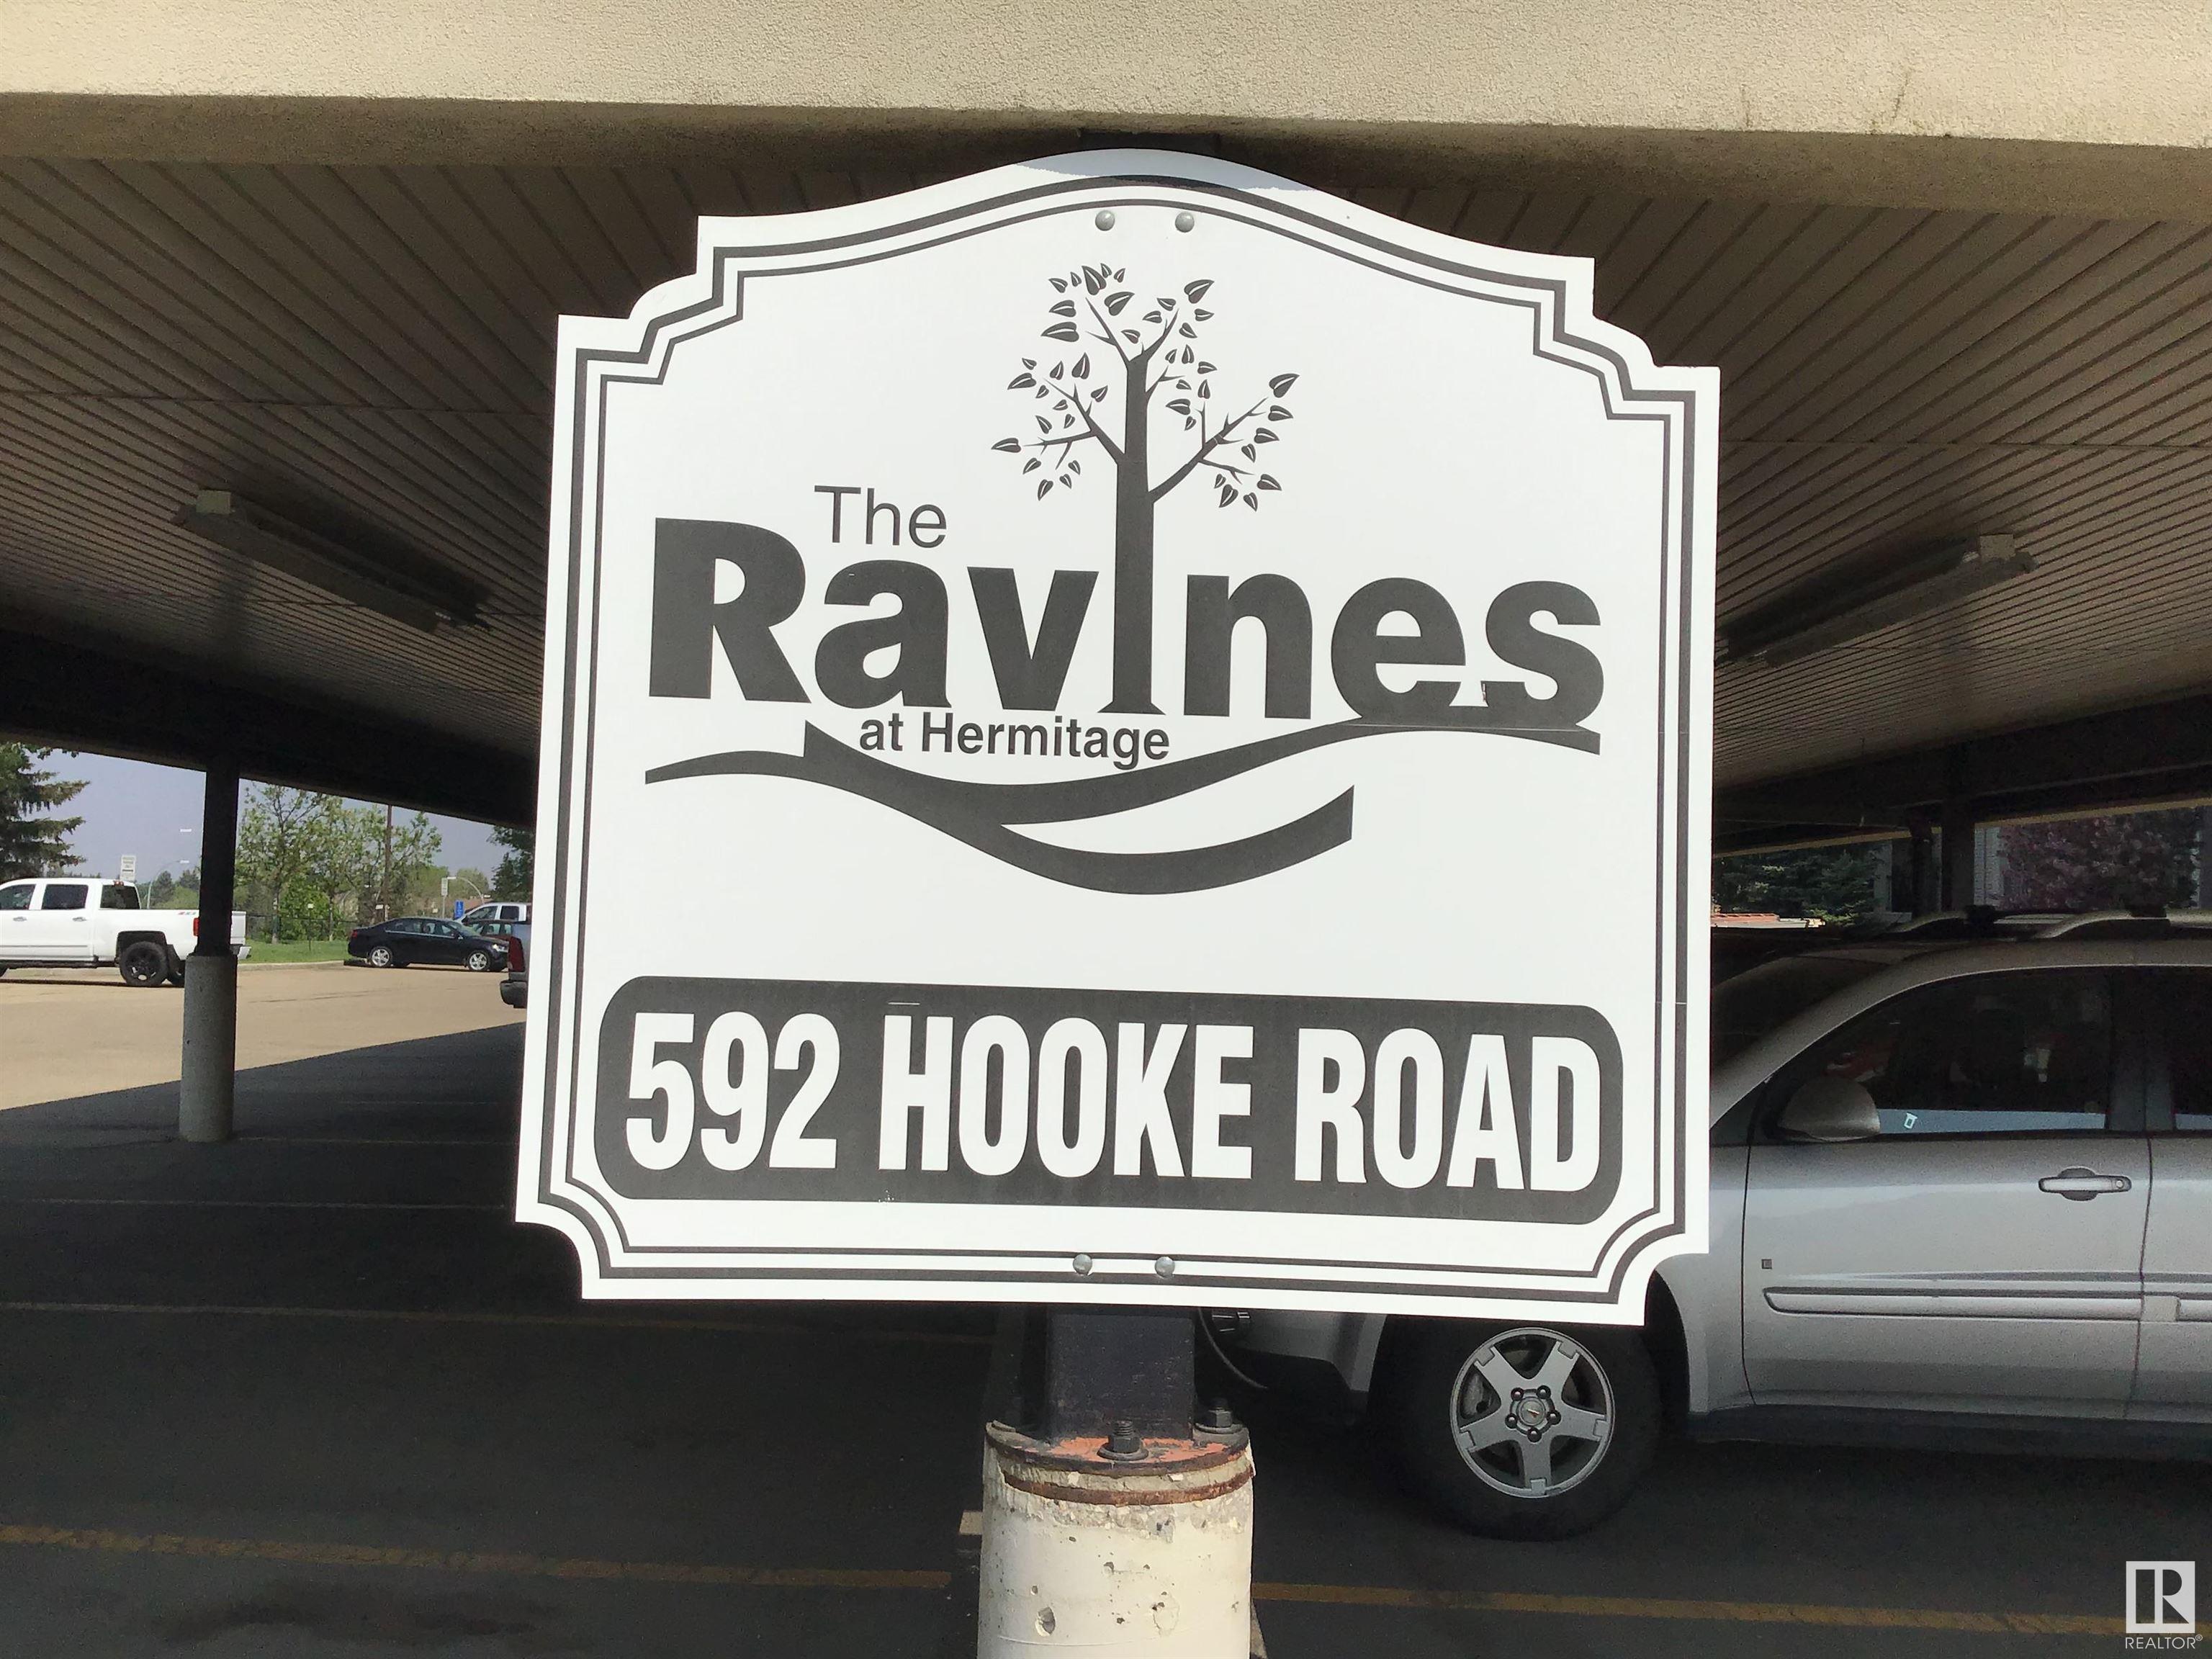 The
Ravines
at Hermitage
592 HOOKE ROAD
REALTOR®